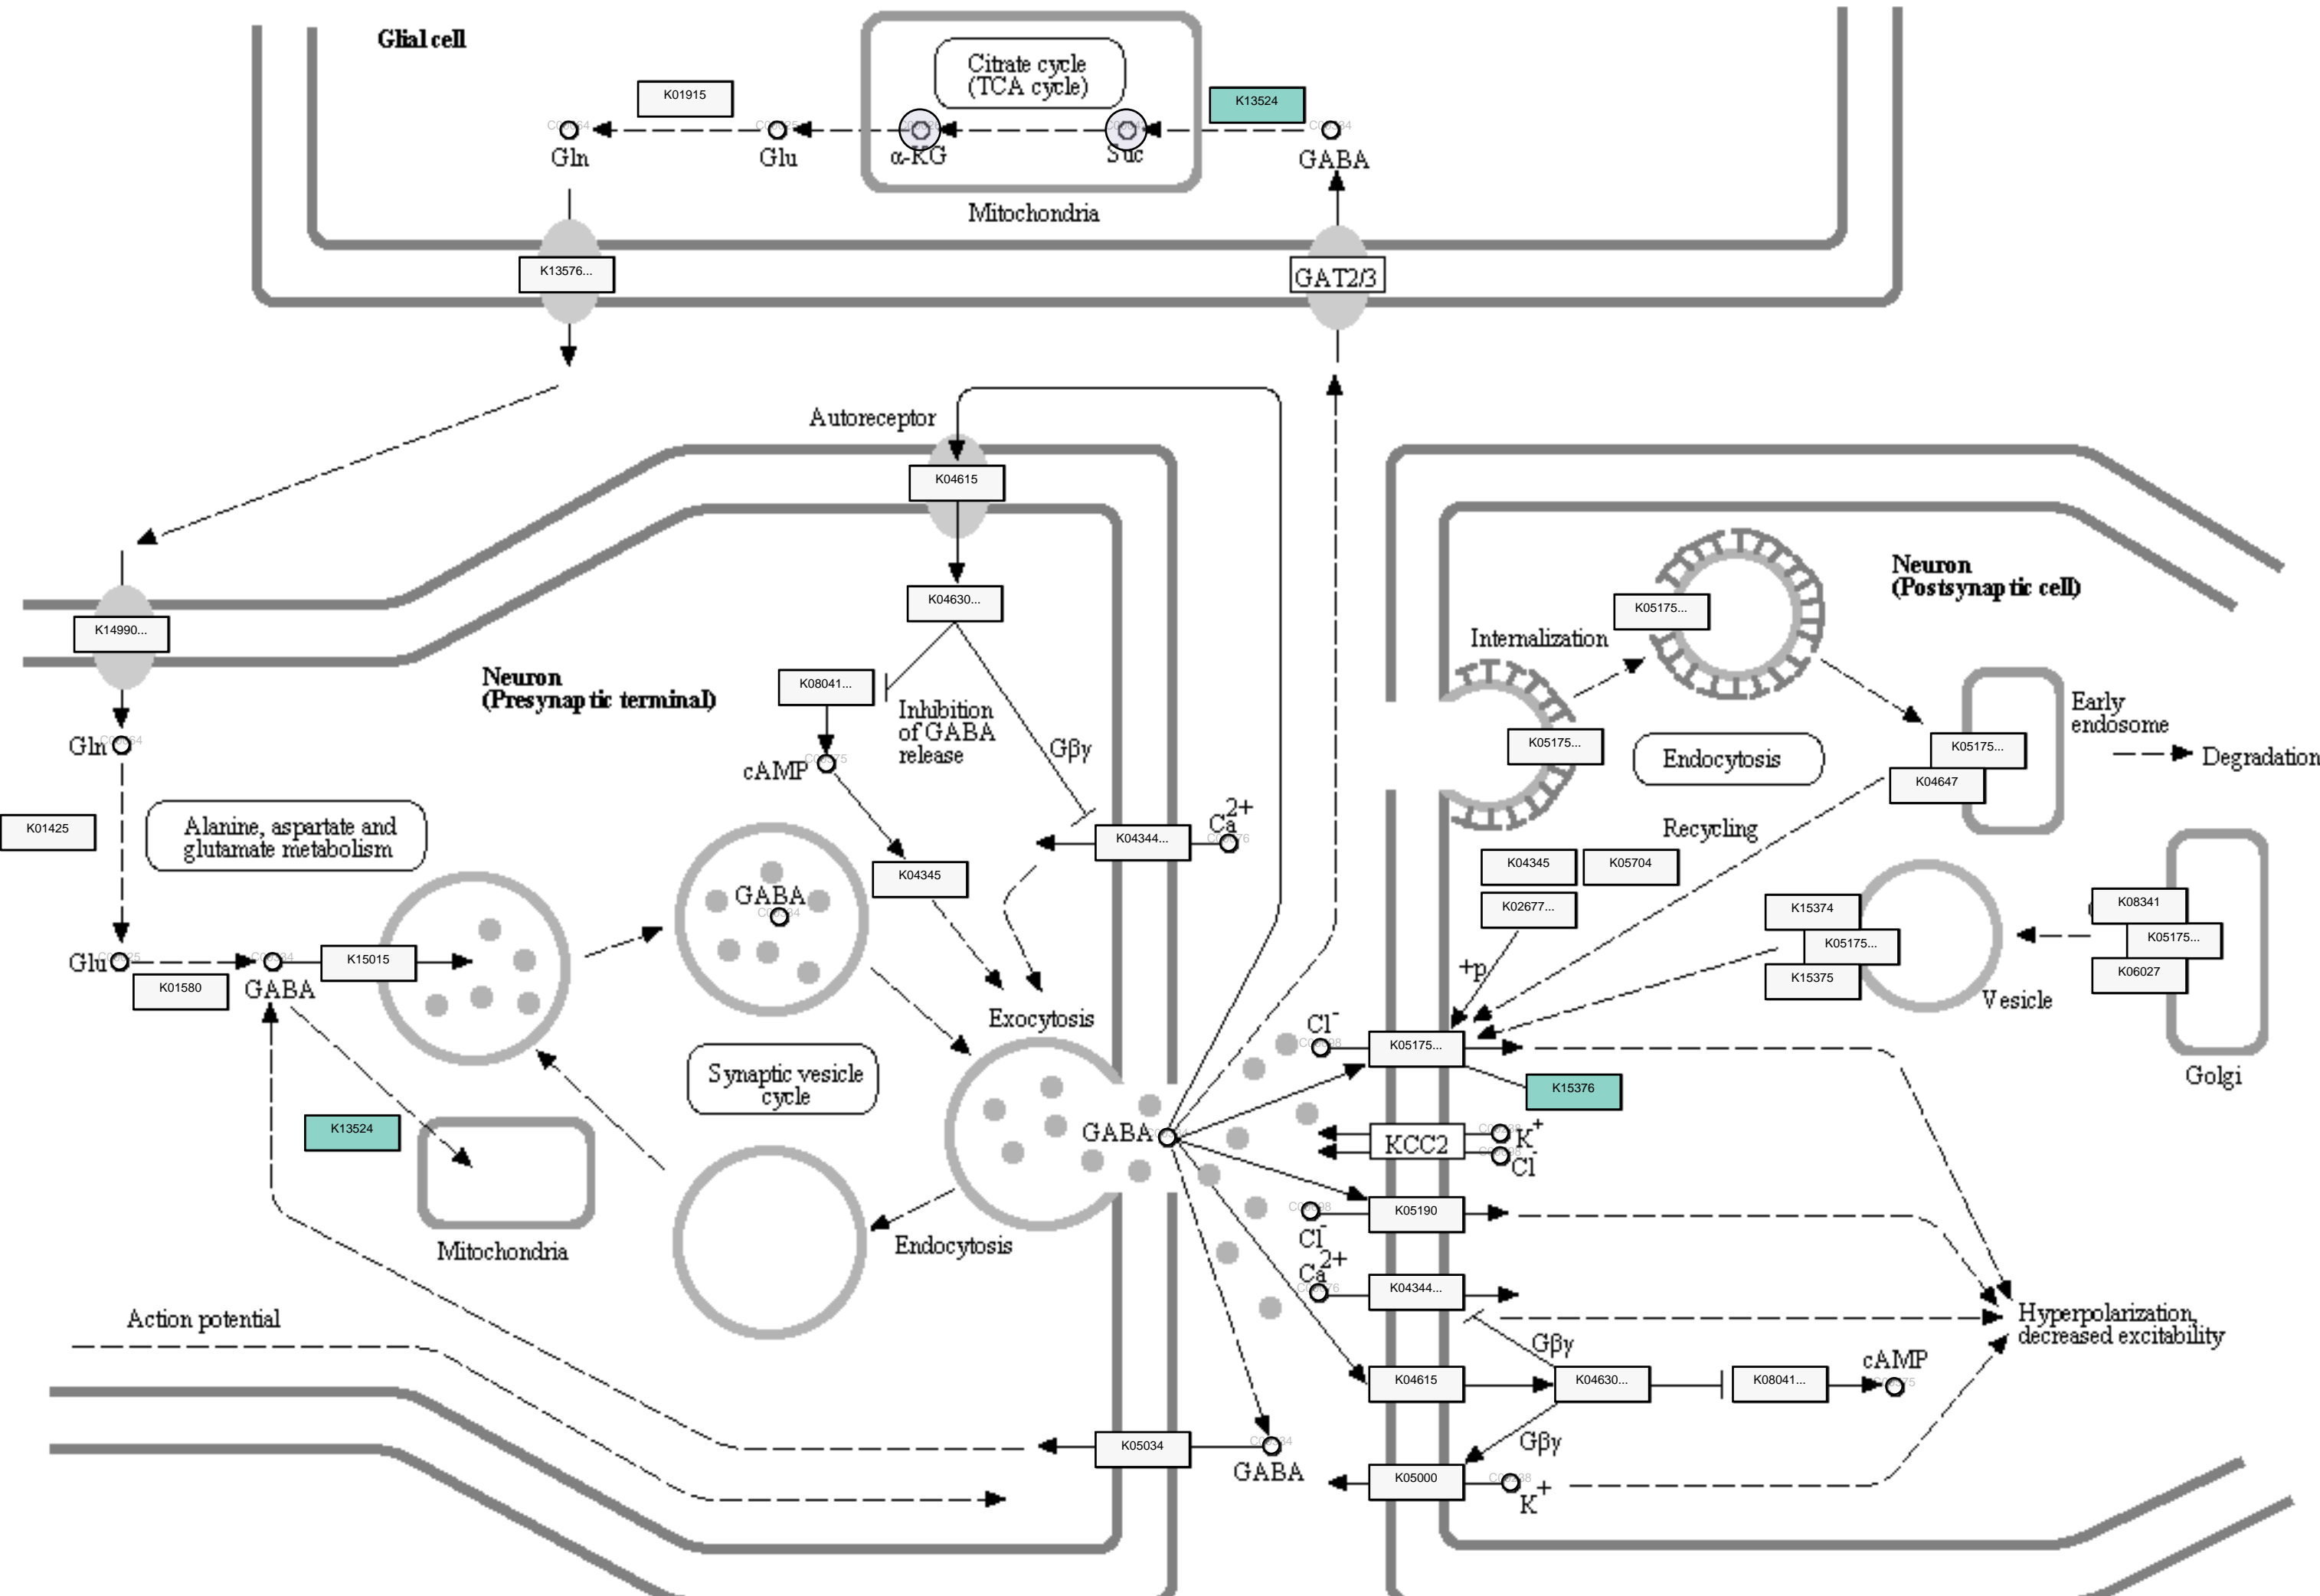 Glial cell
Citrate cycle
(TCA cycle)
K01915
K13524
Gln
Glu
α-KG
Suc
GABA
Mitochondria
K13576...
GAT2/3
Autoreceptor
K04615
K04630...
K14990...
Neuron
(Presynaptic terminal)
K08041...
Inhibition
of GABA
release
Gβγ
Gln
cAMP
K01425
Alanine, aspartate and
glutamate metabolism
K04344...
Ca2+
K04345
GABA
Glu
K01580
GABA
K15015
Exocytosis
Synaptic vesicle
cycle
K13524
Mitochondria
Endocytosis
GABA
Action potential
K05034
GABA
Neuron
(Postsynaptic cell)
K05175...
Internalization
K05175...
Endocytosis
K05175...
K04647
Early
endosome
Degradation
Recycling
K04345
K05704
K02677...
+p
K15374
K05175...
K15375
Vesicle
K08341
K05175...
K06027
Golgi
Cl-
K05175...
K15376
KCC2
K+
Cl-
K05190
Cl-
Ca2+
K04344...
Hyperpolarization,
decreased excitability
Gβγ
K04615
K04630...
K08041...
cAMP
Gβγ
K05000
K+